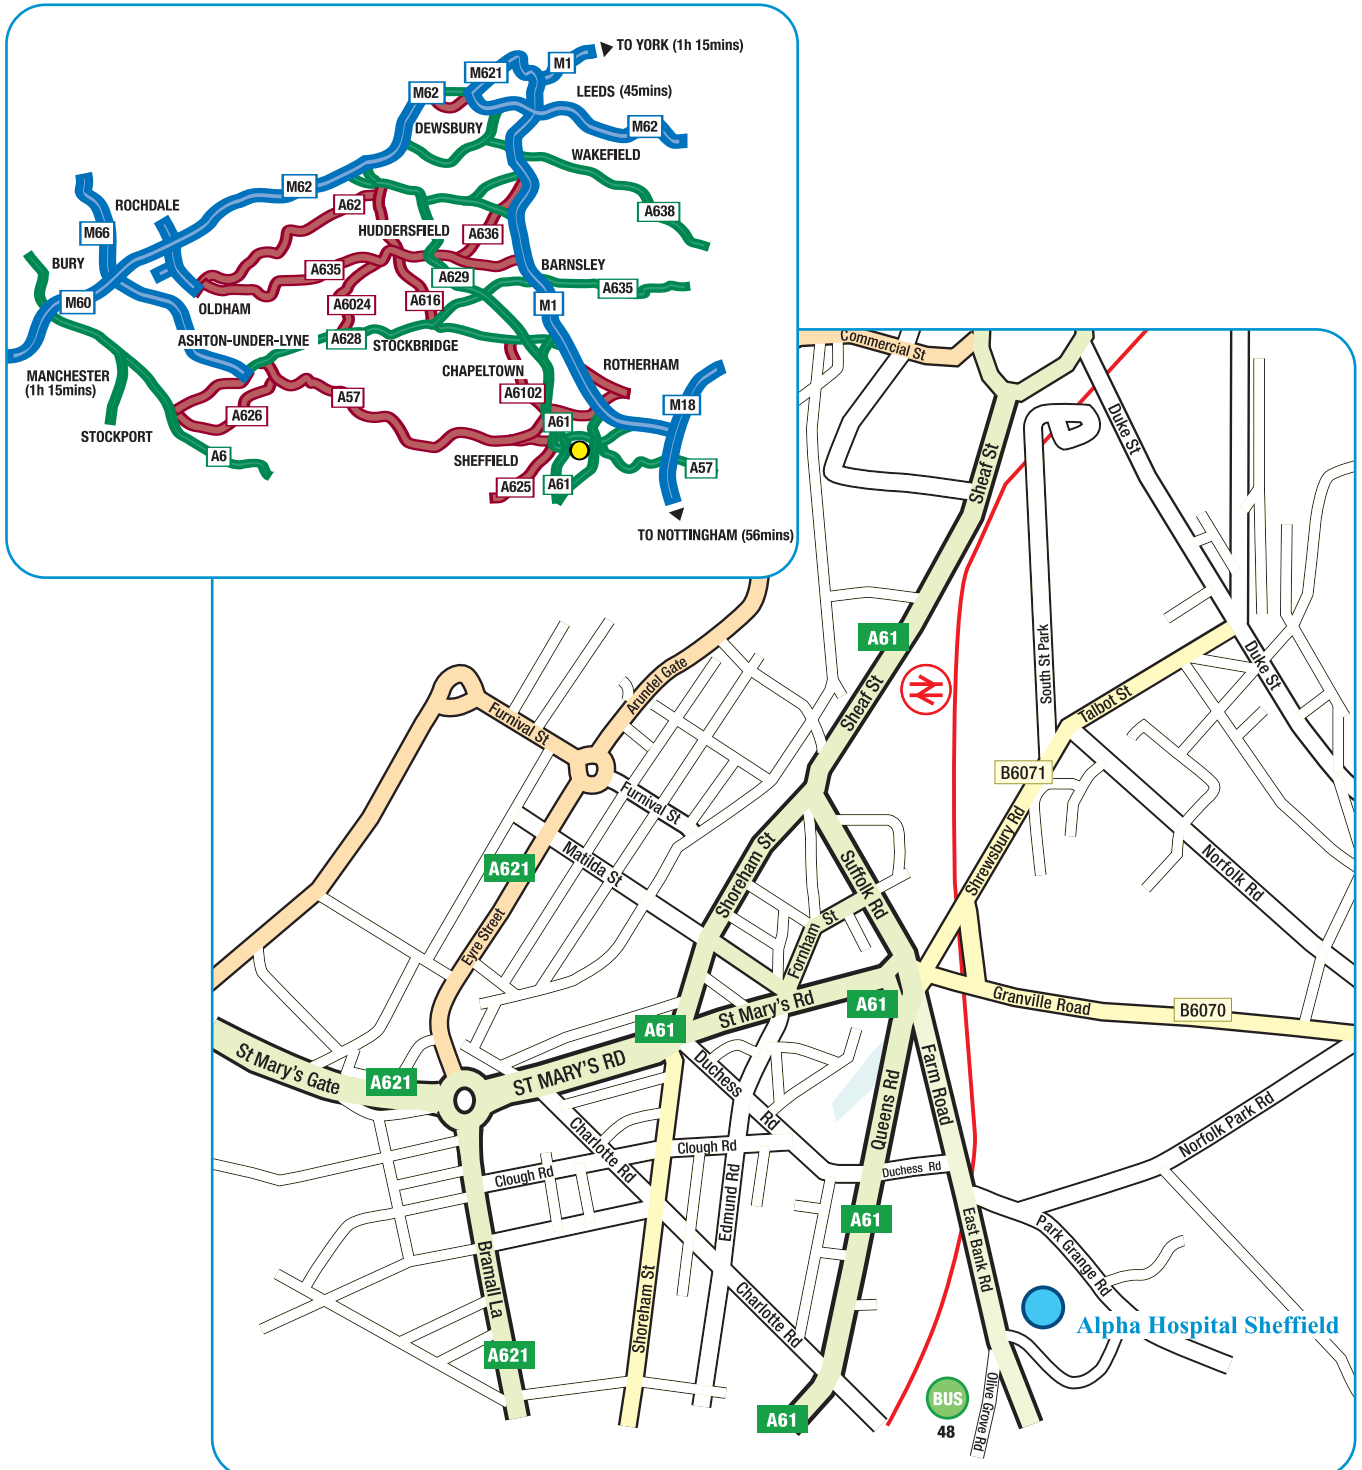 TO YORK (1h 15mins)
M1
M621
LEEDS (45mins)
M62
DEWSBURY
M62
WAKEFIELD
M62
ROCHDALE
A62
A638
M66
HUDDERSFIELD
A636
BURY
A635
A629
BARNSLEY
A635
M60
OLDHAM
A6024
A616
M1
ASHTON-UNDER-LYNE
A628
STOCKBRIDGE
MANCHESTER
(1h 15mins)
CHAPELTOWN
ROTHERHAM
A6102
A57
M18
A626
A61
STOCKPORT
A6
SHEFFIELD
A57
A625
A61
TO NOTTINGHAM (56mins)
Commercial St
Duke St
Sheaf St
A61
South St Park
Duke St
Arundel Gate
Sheaf St
Talbot St
Furnival St
B6071
Furnival St
A621
Matilda St
Shoreham St
Suffolk Rd
Shrewsbury Rd
Norfolk Rd
Eyre Street
Fornham St
A61
St Mary's Rd
A61
Granville Road
B6070
St Mary's Gate
A621
ST MARY'S RD
Duchess
Rd
Farm Road
Queens Rd
Charlotte Rd
Clough Rd
Clough Rd
Norfolk Park Rd
Duchess Rd
Edmund Rd
A61
East Bank Rd
Park Grange Rd
Bramall La
Shoreham St
Charlotte Rd
Alpha Hospital Sheffield
A621
BUS
48
Olive Grove Rd
A61